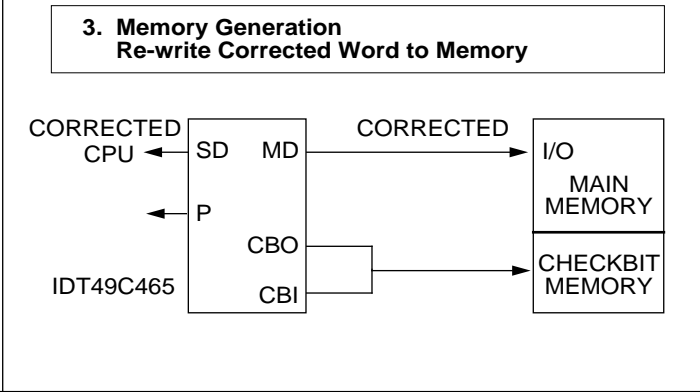 3. Memory Generation
Re-write Corrected Word to Memory
CORRECTED
CPU
SD
MD
CORRECTED
I/O
MAIN
MEMORY
P
CBO
CBI
CHECKBIT
MEMORY
IDT49C465